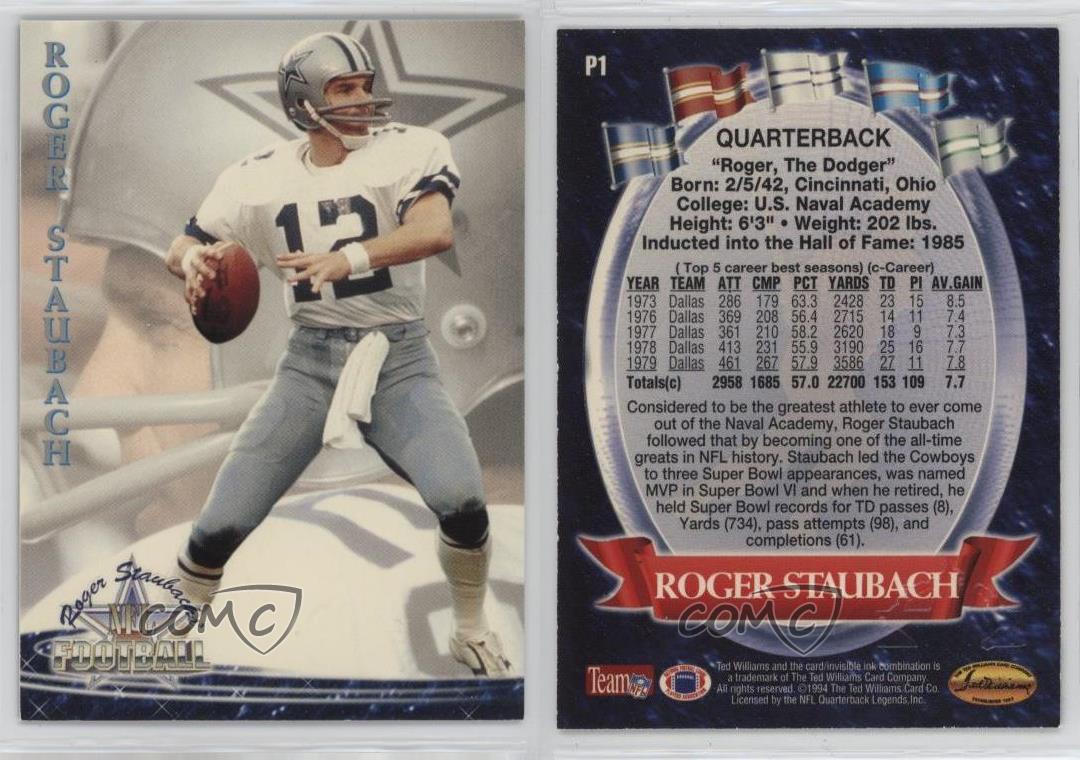 ROGER STAUBACH
12
Roger Staubach
NFL
FOOTBALL
COMC
P1
QUARTERBACK
“Roger, The Dodger”
Born: 2/5/42, Cincinnati, Ohio
College: U.S. Naval Academy
Height: 6'3" • Weight: 202 lbs.
Inducted into the Hall of Fame: 1985
( Top 5 career best seasons) (c-Career)
YEAR TEAM ATT CMP PCT YARDS TD PI AV.GAIN
1973 Dallas 286 179 63.3 2428 23 15 8.5
1976 Dallas 369 208 56.4 2715 14 11 7.4
1977 Dallas 361 210 58.2 2620 18 9 7.3
1978 Dallas 413 231 55.9 3190 25 16 7.7
1979 Dallas 461 267 57.9 3586 27 11 7.8
Totals(c) 2958 1685 57.0 22700 153 109 7.7
Considered to be the greatest athlete to ever come
out of the Naval Academy, Roger Staubach
followed that by becoming one of the all-time
greats in NFL history. Staubach led the Cowboys
to three Super Bowl appearances, was named
MVP in Super Bowl VI and when he retired, he
held Super Bowl records for TD passes (8),
Yards (734), pass attempts (98), and
completions (61).
ROGER STAUBACH
COMC
Team NFL
Ted Williams and the card/invisible ink combination is
a trademark of The Ted Williams Card Company.
All rights reserved. ©1994 The Ted Williams Card Co.
Licensed by the NFL Quarterback Legends, Inc.
THE TED WILLIAMS CARD COMPANY
Ted Williams